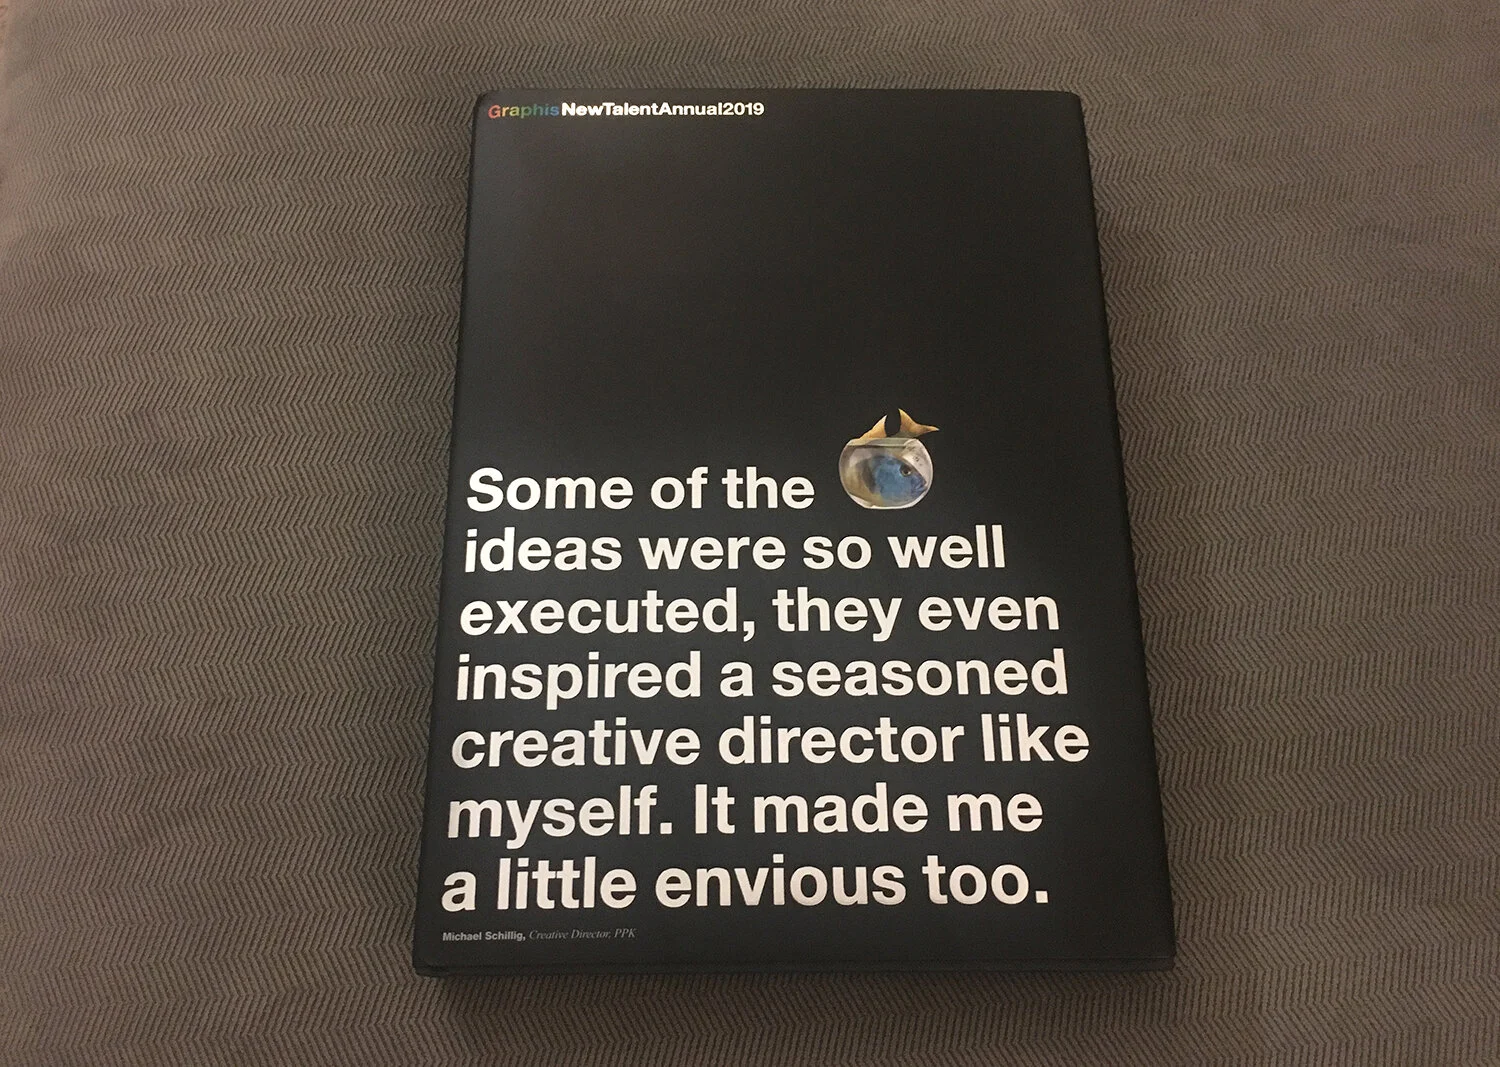 GraphisNewTalentAnnual2019
Some of the
ideas were so well
executed, they even
inspired a seasoned
creative director like
myself. It made me
a little envious too.
Michael Schillig, Creative Director, PPK